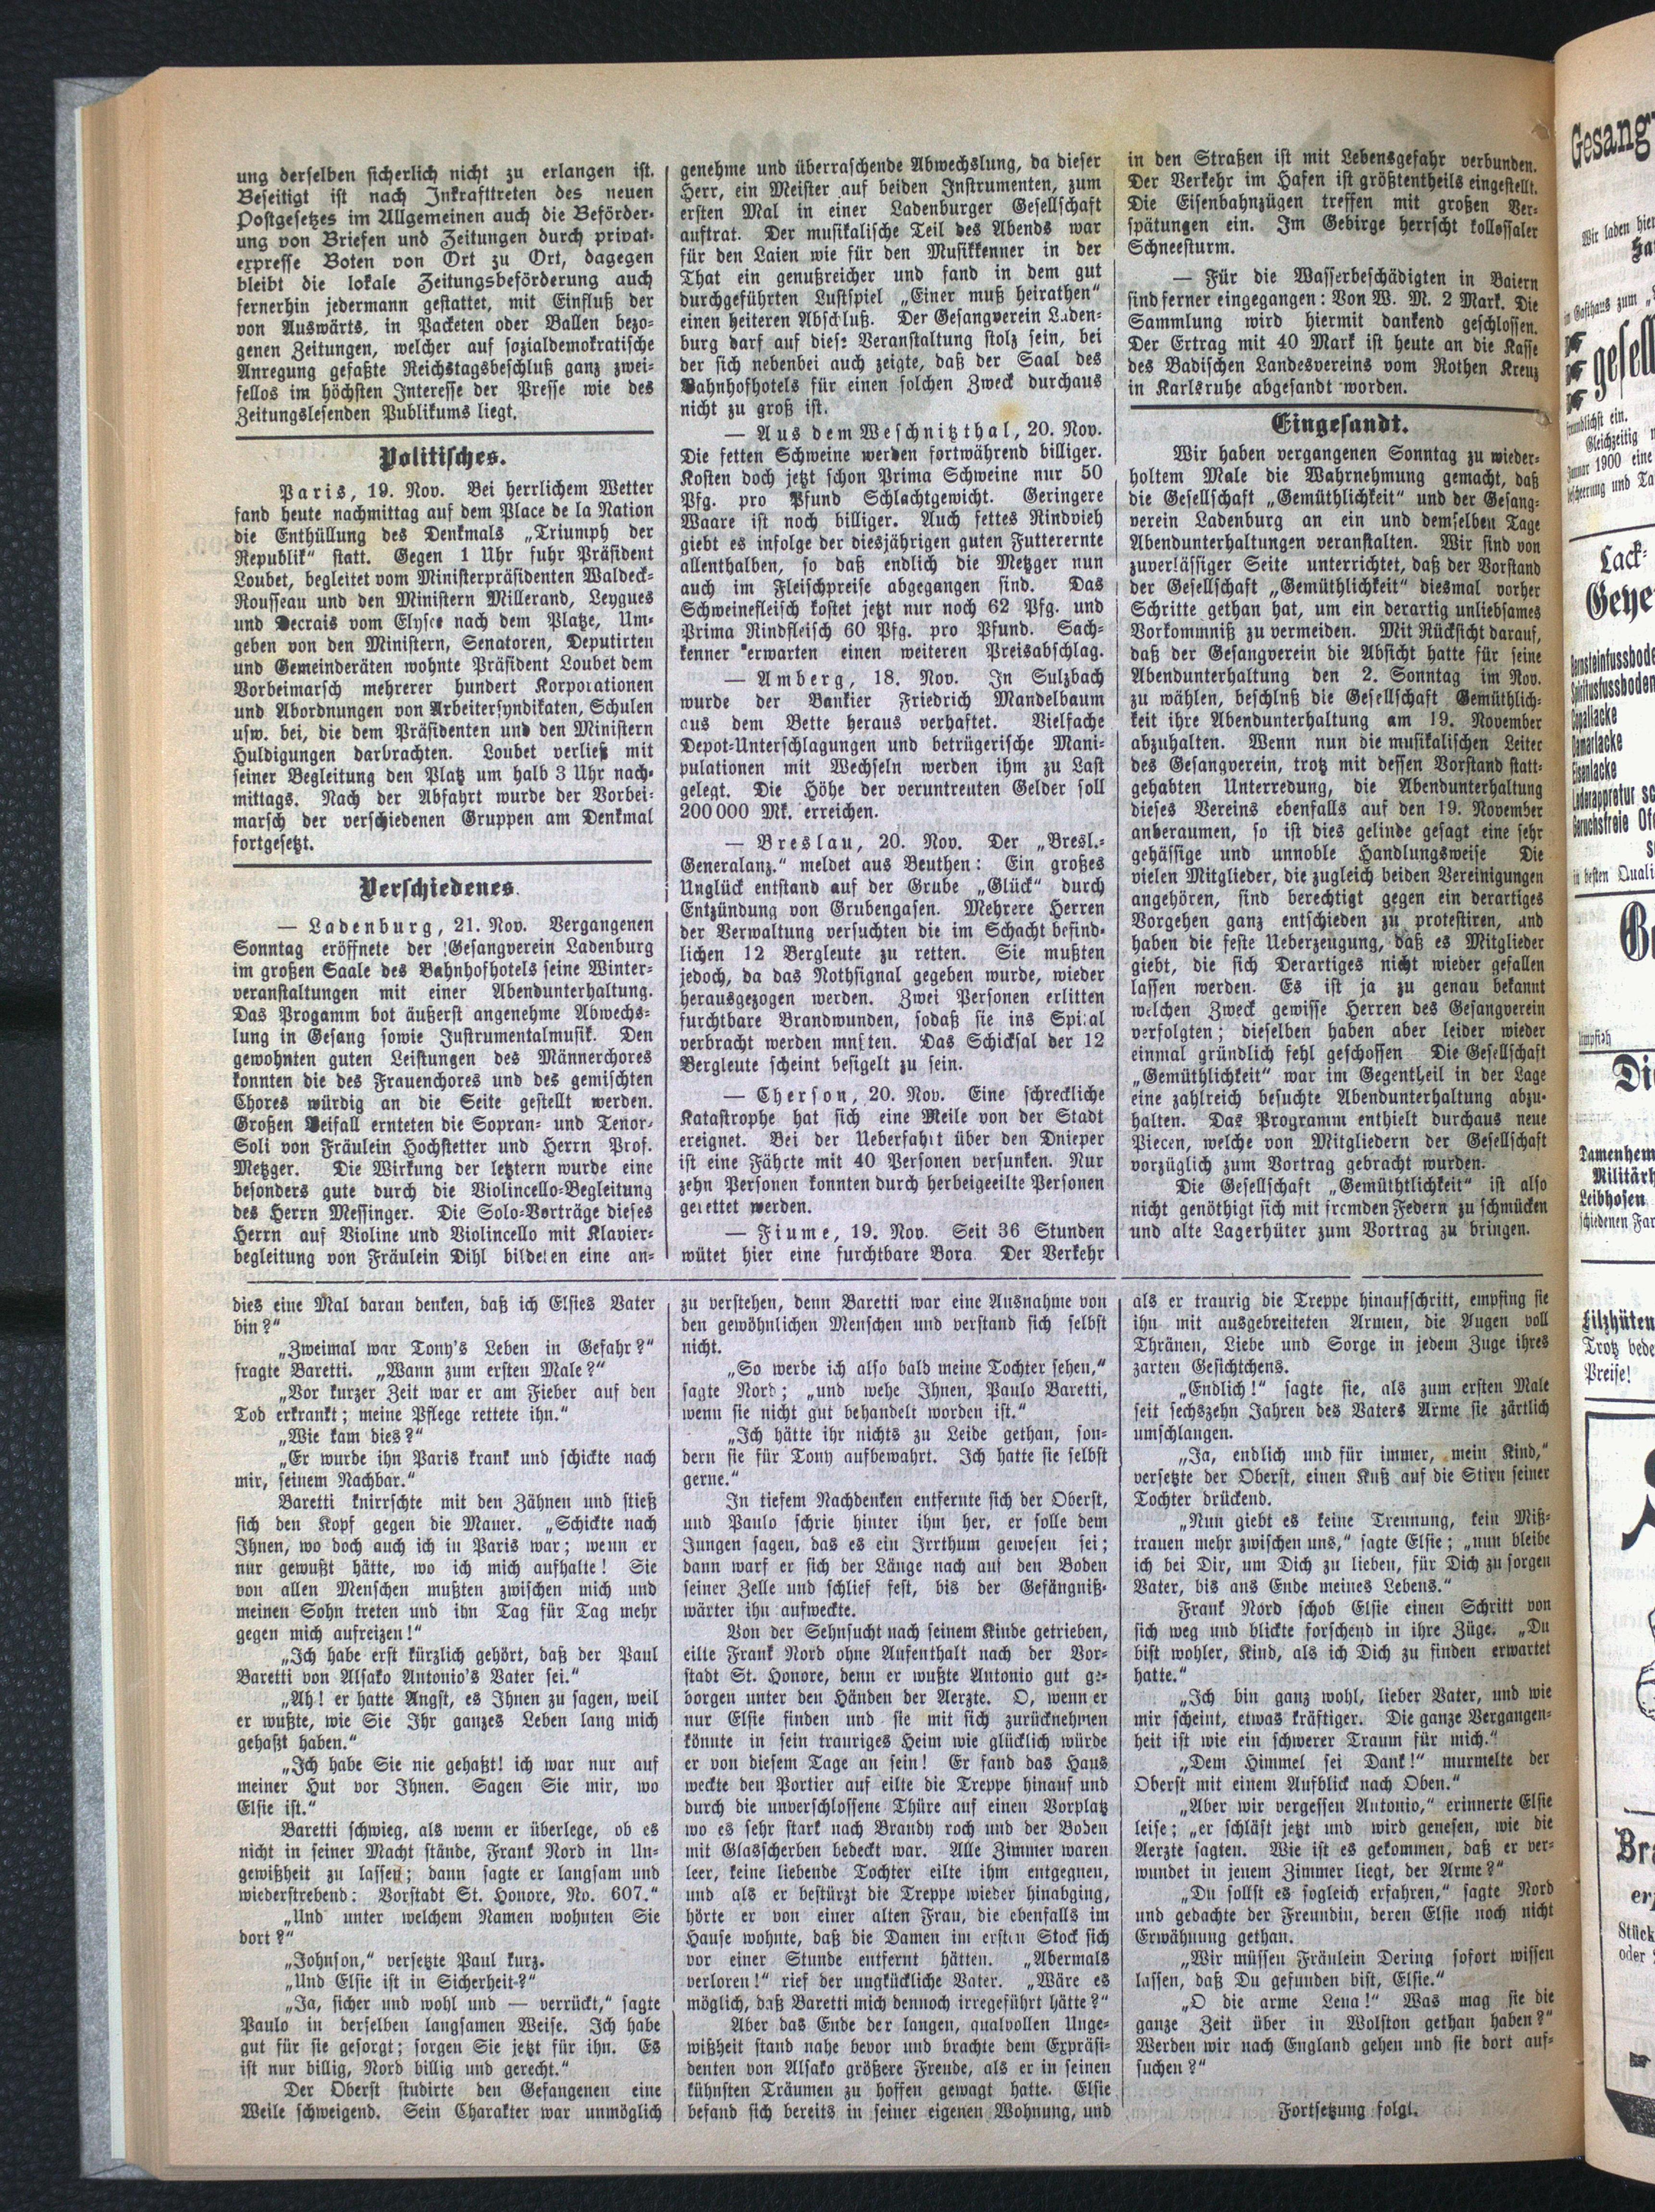 ung derselben sicherlich nicht zu erlangen ist.
Beseitigt ist nach Inkrafttreten des neuen
Postgesetzes im Allgemeinen auch die Beförder-
ung von Briefen und Zeitungen durch privat-
expresse Boten von Ort zu Ort, dagegen
bleibt die lokale Zeitungsbeförderung auch
fernerhin jedermann gestattet, mit Einfluß der
von Auswärts, in Packeten oder Ballen bezo-
genen Zeitungen, welcher auf sozialdemokratische
Anregung gefaßte Reichstagsbeschluß ganz zwei-
fellos im höchsten Interesse der Presse wie des
Zeitungslesenden Publikums liegt.
Politisches.
Paris, 19. Nov. Bei herrlichem Wetter
fand heute nachmittag auf dem Place de la Nation
die Enthüllung des Denkmals „Triumph der
Republik“ statt. Gegen 1 Uhr fuhr Präsident
Loubet, begleitet vom Ministerpräsidenten Waldeck-
Rousseau und den Ministern Millerand, Leygues
und Decrais vom Elysee nach dem Platze, Um-
geben von den Ministern, Senatoren, Deputirten
und Gemeinderäten wohnte Präsident Loubet dem
Vorbeimarsch mehrerer hundert Korporationen
und Abordnungen von Arbeitersyndikaten, Schulen
usw. bei, die dem Präsidenten und den Ministern
Huldigungen darbrachten. Loubet verließ mit
seiner Begleitung den Platz um halb 3 Uhr nach-
mittags. Nach der Abfahrt wurde der Vorbei-
marsch der verschiedenen Gruppen am Denkmal
fortgesetzt.
Verschiedenes.
— Ladenburg, 21. Nov. Vergangenen
Sonntag eröffnete der Gesangverein Ladenburg
im großen Saale des Bahnhofhotels seine Winter-
veranstaltungen mit einer Abendunterhaltung.
Das Progamm bot äußerst angenehme Abwechs-
lung in Gesang sowie Justrumentalmusik. Den
gewohnten guten Leistungen des Männerchores
konnten die des Frauenchores und des gemischten
Chores würdig an die Seite gestellt werden.
Großen Beifall ernteten die Sopran- und Tenor-
Soli von Fräulein Hochstetter und Herrn Prof.
Metzger. Die Wirkung der letztern wurde eine
besonders gute durch die Violincello-Begleitung
des Herrn Messinger. Die Solo-Vorträge dieses
Herrn auf Violine und Violincello mit Klavier-
begleitung von Fräulein Dihl bildeten eine an-
genehme und überraschende Abwechslung, da dieser
Herr, ein Meister auf beiden Instrumenten, zum
ersten Mal in einer Ladenburger Gesellschaft
auftrat. Der musikalische Teil des Abends war
für den Laien wie für den Musikkenner in der
That ein genußreicher und fand in dem gut
durchgeführten Lustspiel „Einer muß heirathen“
einen heiteren Abschluß. Der Gesangverein Laden-
burg darf auf diese Veranstaltung stolz sein, bei
der sich nebenbei auch zeigte, daß der Saal des
Bahnhofhotels für einen solchen Zweck durchaus
nicht zu groß ist.
— Aus dem Weschnitzthal, 20. Nov.
Die fetten Schweine werden fortwährend billiger.
Kosten doch jetzt schon Prima Schweine nur 50
Pfg. pro Pfund Schlachtgewicht. Geringere
Waare ist noch billiger. Auch fettes Rindvieh
giebt es infolge der diesjährigen guten Futterernte
allenthalben, so daß endlich die Metzger nun
auch im Fleischpreise abgegangen sind. Das
Schweinefleisch kostet jetzt nur noch 62 Pfg. und
Prima Rindfleisch 60 Pfg. pro Pfund. Sach-
kenner erwarten einen weiteren Preisabschlag.
— Amberg, 18. Nov. In Sulzbach
wurde der Bankier Friedrich Mandelbaum
aus dem Bette heraus verhaftet. Vielfache
Depot-Unterschlagungen und betrügerische Mani-
pulationen mit Wechseln werden ihm zu Last
gelegt. Die Höhe der veruntreuten Gelder soll
200000 Mk. erreichen.
— Breslau, 20. Nov. Der „Bresl.-
Generalanz.“ meldet aus Beuthen: Ein großes
Unglück entstand auf der Grube „Glück“ durch
Entzündung von Grubengasen. Mehrere Herren
der Verwaltung versuchten die im Schacht befind-
lichen 12 Bergleute zu retten. Sie mußten
jedoch, da das Nothsignal gegeben wurde, wieder
herausgezogen werden. Zwei Personen erlitten
furchtbare Brandwunden, sodaß sie ins Spital
verbracht werden mnßten. Das Schicksal der 12
Bergleute scheint besigelt zu sein.
— Cherson, 20. Nov. Eine schreckliche
Katastrophe hat sich eine Meile von der Stadt
ereignet. Bei der Ueberfahrt über den Dnieper
ist eine Fährte mit 40 Personen versunken. Nur
zehn Personen konnten durch herbeigeeilte Personen
gerettet werden.
— Fiume, 19. Nov. Seit 36 Stunden
wütet hier eine furchtbare Bora. Der Verkehr
in den Straßen ist mit Lebensgefahr verbunden.
Der Verkehr im Hafen ist größtentheils eingestellt.
Die Eisenbahnzügen treffen mit großen Ver-
spätungen ein. Im Gebirge herrscht kollossaler
Schneesturm.
— Für die Wasserbeschädigten in Baiern
sind ferner eingegangen: Von W. M. 2 Mark. Die
Sammlung wird hiermit dankend geschlossen.
Der Ertrag mit 40 Mark ist heute an die Kasse
des Badischen Landesvereins vom Rothen Kreuz
in Karlsruhe abgesandt worden.
Eingesandt.
Wir haben vergangenen Sonntag zu wieder-
holtem Male die Wahrnehmung gemacht, daß
die Gesellschaft „Gemüthlichkeit“ und der Gesang-
verein Ladenburg an ein und demselben Tage
Abendunterhaltungen veranstalten. Wir sind von
zuverlässiger Seite unterrichtet, daß der Vorstand
der Gesellschaft „Gemüthlichkeit“ diesmal vorher
Schritte gethan hat, um ein derartig unliebsames
Vorkommniß zu vermeiden. Mit Rücksicht darauf,
daß der Gesangverein die Absicht hatte für seine
Abendunterhaltung den 2. Sonntag im Nov.
zu wählen, beschlnß die Gesellschaft Gemüthlich-
keit ihre Abendunterhaltung am 19. November
abzuhalten. Wenn nun die musikalischen Leiter
des Gesangverein, trotz mit dessen Vorstand statt-
gehabten Unterredung, die Abendunterhaltung
dieses Vereins ebenfalls auf den 19. November
anberaumen, so ist dies gelinde gesagt eine sehr
gehässige und unnoble Handlungsweise Die
vielen Mitglieder, die zugleich beiden Vereinigungen
angehören, sind berechtigt gegen ein derartiges
Vorgehen ganz entschieden zu protestiren, und
haben die feste Ueberzeugung, daß es Mitglieder
giebt, die sich Derartiges nicht wieder gefallen
lassen werden. Es ist ja zu genau bekannt
welchen Zweck gewisse Herren des Gesangverein
verfolgten; dieselben haben aber leider wieder
einmal gründlich fehl geschossen Die Gesellschaft
„Gemüthlichkeit“ war im Gegentheil in der Lage
eine zahlreich besuchte Abendunterhaltung abzu-
halten. Das Programm enthielt durchaus neue
Piecen, welche von Mitgliedern der Gesellschaft
vorzüglich zum Vortrag gebracht wurden.
Die Gesellschaft „Gemüthtlichkeit“ ist also
nicht genöthigt sich mit fremden Federn zu schmücken
und alte Lagerhüter zum Vortrag zu bringen.
dies eine Mal daran denken, daß ich Elsies Vater
bin?“
„Zweimal war Tony's Leben in Gefahr?“
fragte Baretti. „Wann zum ersten Male?“
„Vor kurzer Zeit war er am Fieber auf den
Tod erkrankt; meine Pflege rettete ihn.“
„Wie kam dies?“
„Er wurde ihn Paris krank und schickte nach
mir, seinem Nachbar.“
Baretti knirrschte mit den Zähnen und stieß
sich den Kopf gegen die Mauer. „Schickte nach
Ihnen, wo doch auch ich in Paris war; wenn er
nur gewußt hätte, wo ich mich aufhalte! Sie
von allen Menschen mußten zwischen mich und
meinen Sohn treten und ihn Tag für Tag mehr
gegen mich aufreizen!“
„Ich habe erst kürzlich gehört, daß der Paul
Baretti von Alsako Antonio's Vater sei.“
„Ah! er hatte Angst, es Ihnen zu sagen, weil
er wußte, wie Sie Ihr ganzes Leben lang mich
gehaßt haben.“
„Ich habe Sie nie gehaßt! ich war nur auf
meiner Hut vor Ihnen. Sagen Sie mir, wo
Elsie ist.“
Baretti schwieg, als wenn er überlege, ob es
nicht in seiner Macht stände, Frank Nord in Un-
gewißheit zu lassen; dann sagte er langsam und
wiederstrebend: Vorstadt St. Honore, No. 607.“
„Und unter welchem Namen wohnten Sie
dort?“
„Johnson,“ versetzte Paul kurz.
„Und Elsie ist in Sicherheit?“
„Ja, sicher und wohl und — verrückt,“ sagte
Paulo in derselben langsamen Weise. Ich habe
gut für sie gesorgt; sorgen Sie jetzt für ihn. Es
ist nur billig, Nord billig und gerecht.“
Der Oberst studirte den Gefangenen eine
Weile schweigend. Sein Charakter war unmöglich
zu verstehen, denn Baretti war eine Ausnahme von
den gewöhnlichen Menschen und verstand sich selbst
nicht.
„So werde ich also bald meine Tochter sehen,“
sagte Nord; „und wehe Ihnen, Paulo Baretti,
wenn sie nicht gut behandelt worden ist.“
„Ich hätte ihr nichts zu Leide gethan, son-
dern sie für Tony aufbewahrt. Ich hatte sie selbst
gerne.“
In tiefem Nachdenken entfernte sich der Oberst,
und Paulo schrie hinter ihm her, er solle dem
Jungen sagen, das es ein Irrthum gewesen sei;
dann warf er sich der Länge nach auf den Boden
seiner Zelle und schlief fest, bis der Gefängniß-
wärter ihn aufweckte.
Von der Sehnsucht nach seinem Kinde getrieben,
eilte Frank Nord ohne Aufenthalt nach der Vor-
stadt St. Honore, denn er wußte Antonio gut ge-
borgen unter den Händen der Aerzte. O, wenn er
nur Elsie finden und sie mit sich zurücknehmen
könnte in sein trauriges Heim wie glücklich würde
er von diesem Tage an sein! Er fand das Haus
weckte den Portier auf eilte die Treppe hinauf und
durch die unverschlossene Thüre auf einen Vorplatz
wo es sehr stark nach Brandy roch und der Boden
mit Glasscherben bedeckt war. Alle Zimmer waren
leer, keine liebende Tochter eilte ihm entgegen,
und als er bestürzt die Treppe wieder hinabging,
hörte er von einer alten Frau, die ebenfalls im
Hause wohnte, daß die Damen im ersten Stock sich
vor einer Stunde entfernt hätten. „Abermals
verloren!“ rief der ungkückliche Vater. „Wäre es
möglich, daß Baretti mich dennoch irregeführt hätte?“
Aber das Ende der langen, qualvollen Unge-
wißheit stand nahe bevor und brachte dem Expräsi-
denten von Alsako größere Freude, als er in seinen
kühnsten Träumen zu hoffen gewagt hatte. Elsie
befand sich bereits in seiner eigenen Wohnung, und
als er traurig die Treppe hinaufschritt, empfing sie
ihn mit ausgebreiteten Armen, die Augen voll
Thränen, Liebe und Sorge in jedem Zuge ihres
zarten Gesichtchens.
„Endlich!“ sagte sie, als zum ersten Male
seit sechszehn Jahren des Vaters Arme sie zärtlich
umschlangen.
„Ja, endlich und für immer, mein Kind,“
versetzte der Oberst, einen Kuß auf die Stirn seiner
Tochter drückend.
„Nun giebt es keine Trennung, kein Miß-
trauen mehr zwischen uns,“ sagte Elsie; „nun bleibe
ich bei Dir, um Dich zu lieben, für Dich zu sorgen
Vater, bis ans Ende meines Lebens.“
Frank Nord schob Elsie einen Schritt von
sich weg und blickte forschend in ihre Züge. „Du
bist wohler, Kind, als ich Dich zu finden erwartet
hatte.“
„Ich bin ganz wohl, lieber Vater, und wie
mir scheint, etwas kräftiger. Die ganze Vergangen-
heit ist wie ein schwerer Traum für mich.“
„Dem Himmel sei Dank!“ murmelte der
Oberst mit einem Aufblick nach Oben.“
„Aber wir vergessen Antonio,“ erinnerte Elsie
leise; „er schläft jetzt und wird genesen, wie die
Aerzte sagten. Wie ist es gekommen, daß er ver-
wundet in jenem Zimmer liegt, der Arme?“
„Du sollst es sogleich erfahren,“ sagte Nord
und gedachte der Freundin, deren Elsie noch nicht
Erwähnung gethan.
„Wir müssen Fräulein Dering sofort wissen
lassen, daß Du gefunden bist, Elsie.“
„O die arme Lena!“ Was mag sie die
ganze Zeit über in Wolston gethan haben?“
Werden wir nach England gehen und sie dort auf-
suchen?“
Fortsetzung folgt.
Wir laden hier
im Gasthaus zum
gesell
freundlichst ein.
Gleichzeitig
Januar 1900 eine
bescheerung und Ta
Lack-
Bernsteinfussbode
Spiritusfussboden
Copallacke
Damarlacke
Eisenlacke
Lederappretur sc
Geruchsfreie Ofe
in besten Quali
Di
Damenhem
Militärh
Leibhosen
schiedenen Far
Filzhüten
Trotz bede
Preise!
Bra
Stück
oder